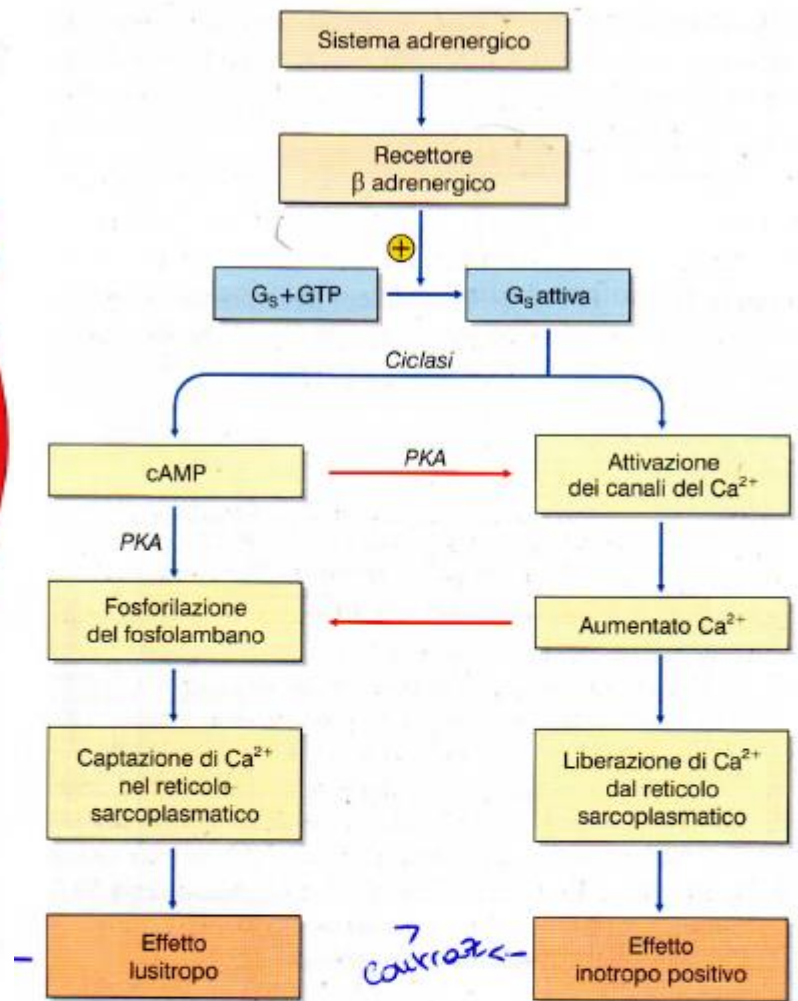 Sistema adrenergico
Recettore
β adrenergico
+
Gs+GTP
Gs attiva
Ciclasi
cAMP
PKA
Attivazione
dei canali del Ca²⁺
PKA
Fosforilazione
del fosfolambano
Aumentato Ca²⁺
Captazione di Ca²⁺
nel reticolo
sarcoplasmatico
Liberazione di Ca²⁺
dal reticolo
sarcoplasmatico
Effetto
lusitropo
Effetto
inotropo positivo